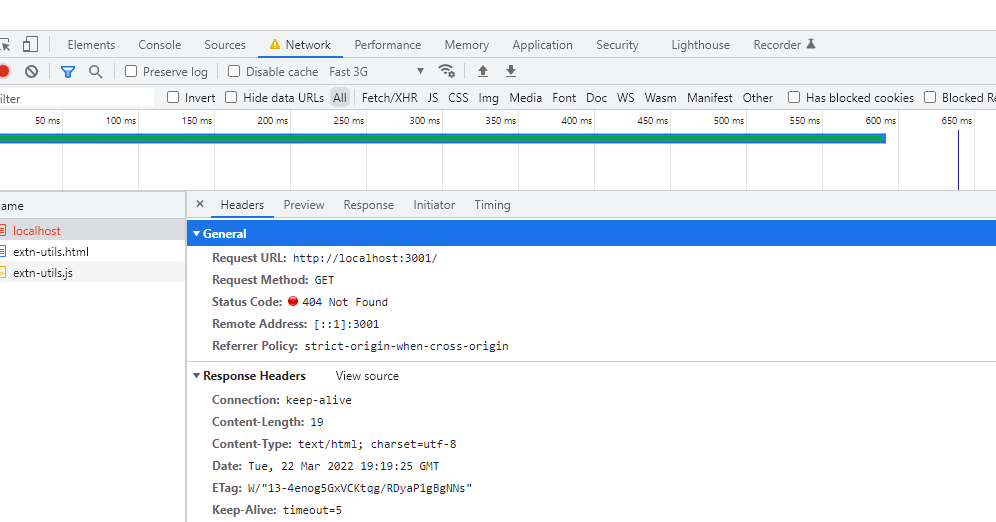 Elements Console Sources Network Performance Memory Application Security Lighthouse Recorder
Preserve log Disable cache Fast 3G
ilter Invert Hide data URLs All Fetch/XHR JS CSS Img Media Font Doc WS Wasm Manifest Other Has blocked cookies Blocked Re
50 ms 100 ms 150 ms 200 ms 250 ms 300 ms 350 ms 400 ms 450 ms 500 ms 550 ms 600 ms 650 ms
ame × Headers Preview Response Initiator Timing
localhost
extn-utils.html
extn-utils.js
General
Request URL: http://localhost:3001/
Request Method: GET
Status Code: 404 Not Found
Remote Address: [::1]:3001
Referrer Policy: strict-origin-when-cross-origin
Response Headers View source
Connection: keep-alive
Content-Length: 19
Content-Type: text/html; charset=utf-8
Date: Tue, 22 Mar 2022 19:19:25 GMT
ETag: W/"13-4enog5GxVCKtqg/RDyaP1gBgNNs"
Keep-Alive: timeout=5